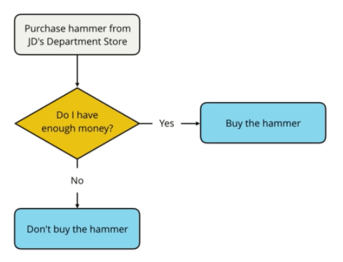 Purchase hammer from
JD's Department Store
Do I have
enough money?
Yes
Buy the hammer
No
Don't buy the hammer